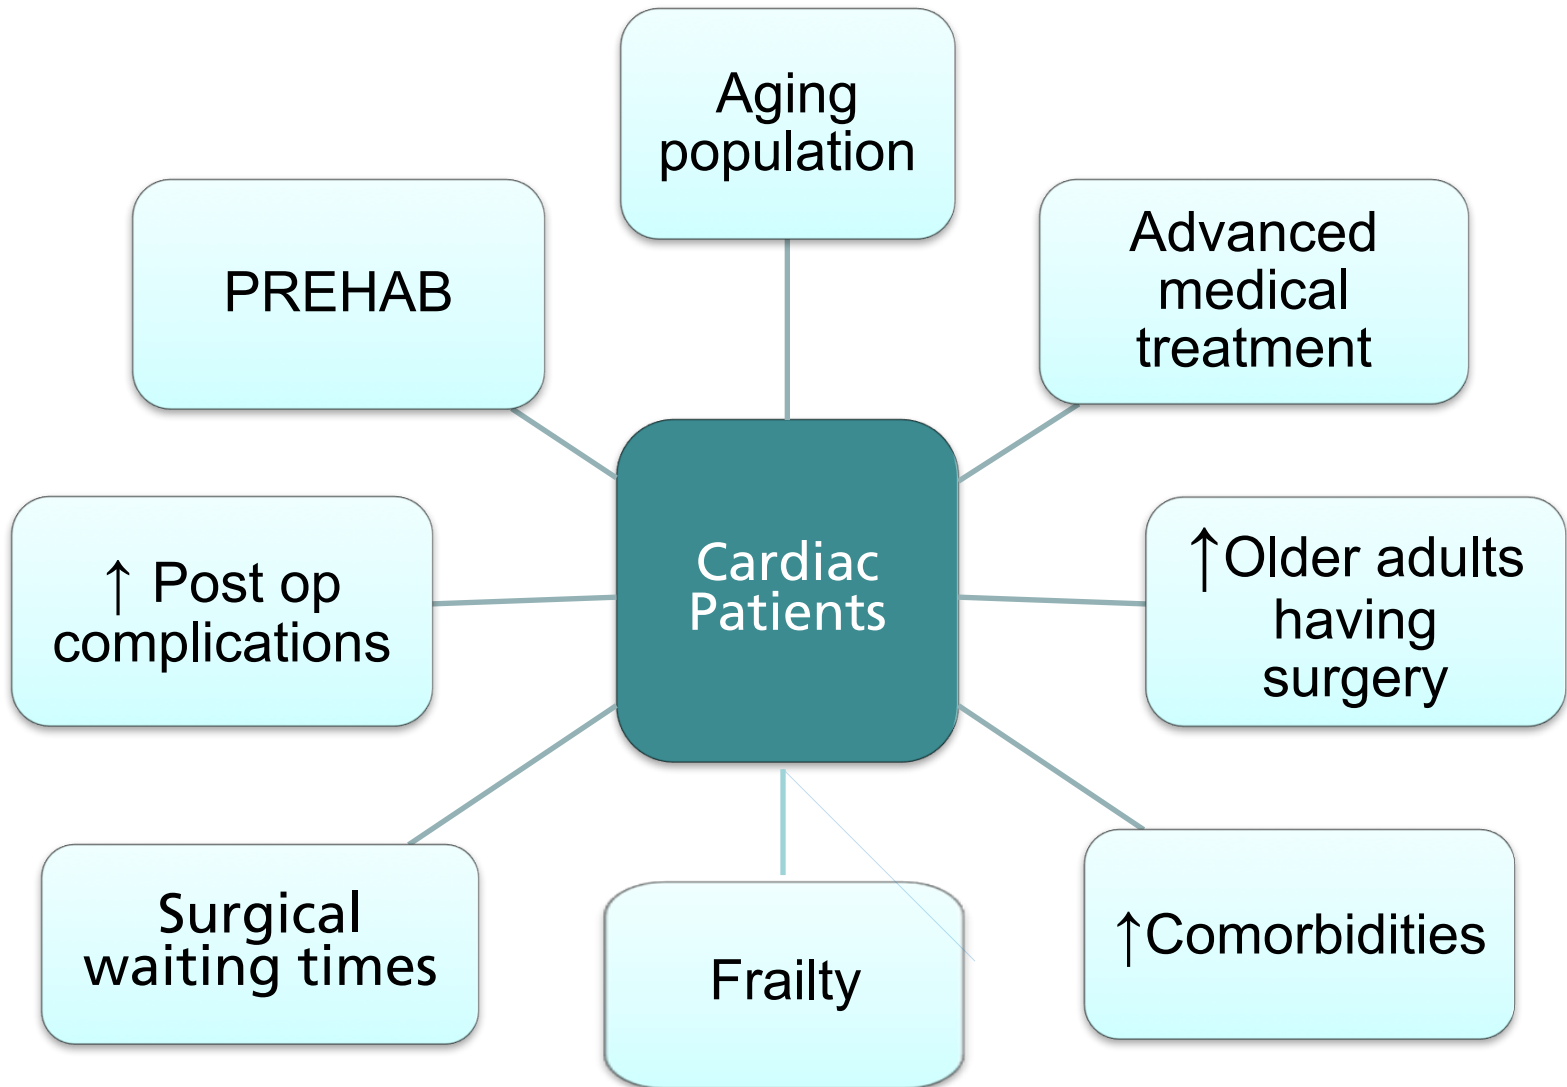 Aging
population
Advanced
medical
treatment
↑Older adults
having
surgery
↑Comorbidities
Frailty
Surgical
waiting times
↑ Post op
complications
PREHAB
Cardiac
Patients